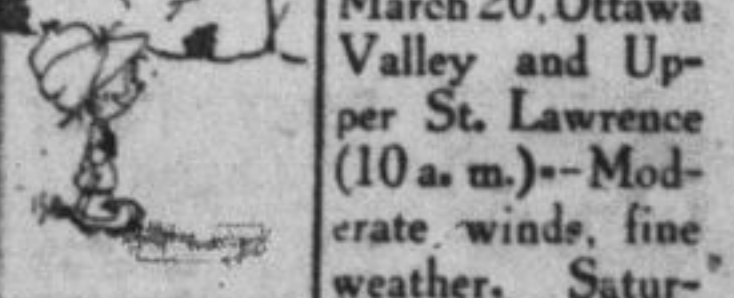 March 20, Ottawa
Valley and Up-
per St. Lawrence
(10 a. m.)--Mod-
erate winds, fine
weather. Satur-